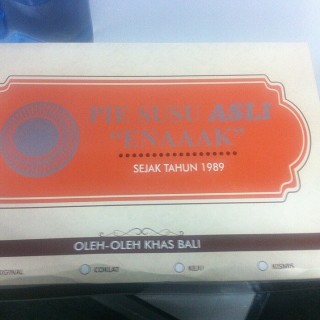 PIE SUSU ASLI
"ENAAAK"
SEJAK TAHUN 1989
OLEH-OLEH KHAS BALI
COKLAT KEJU KISMIS